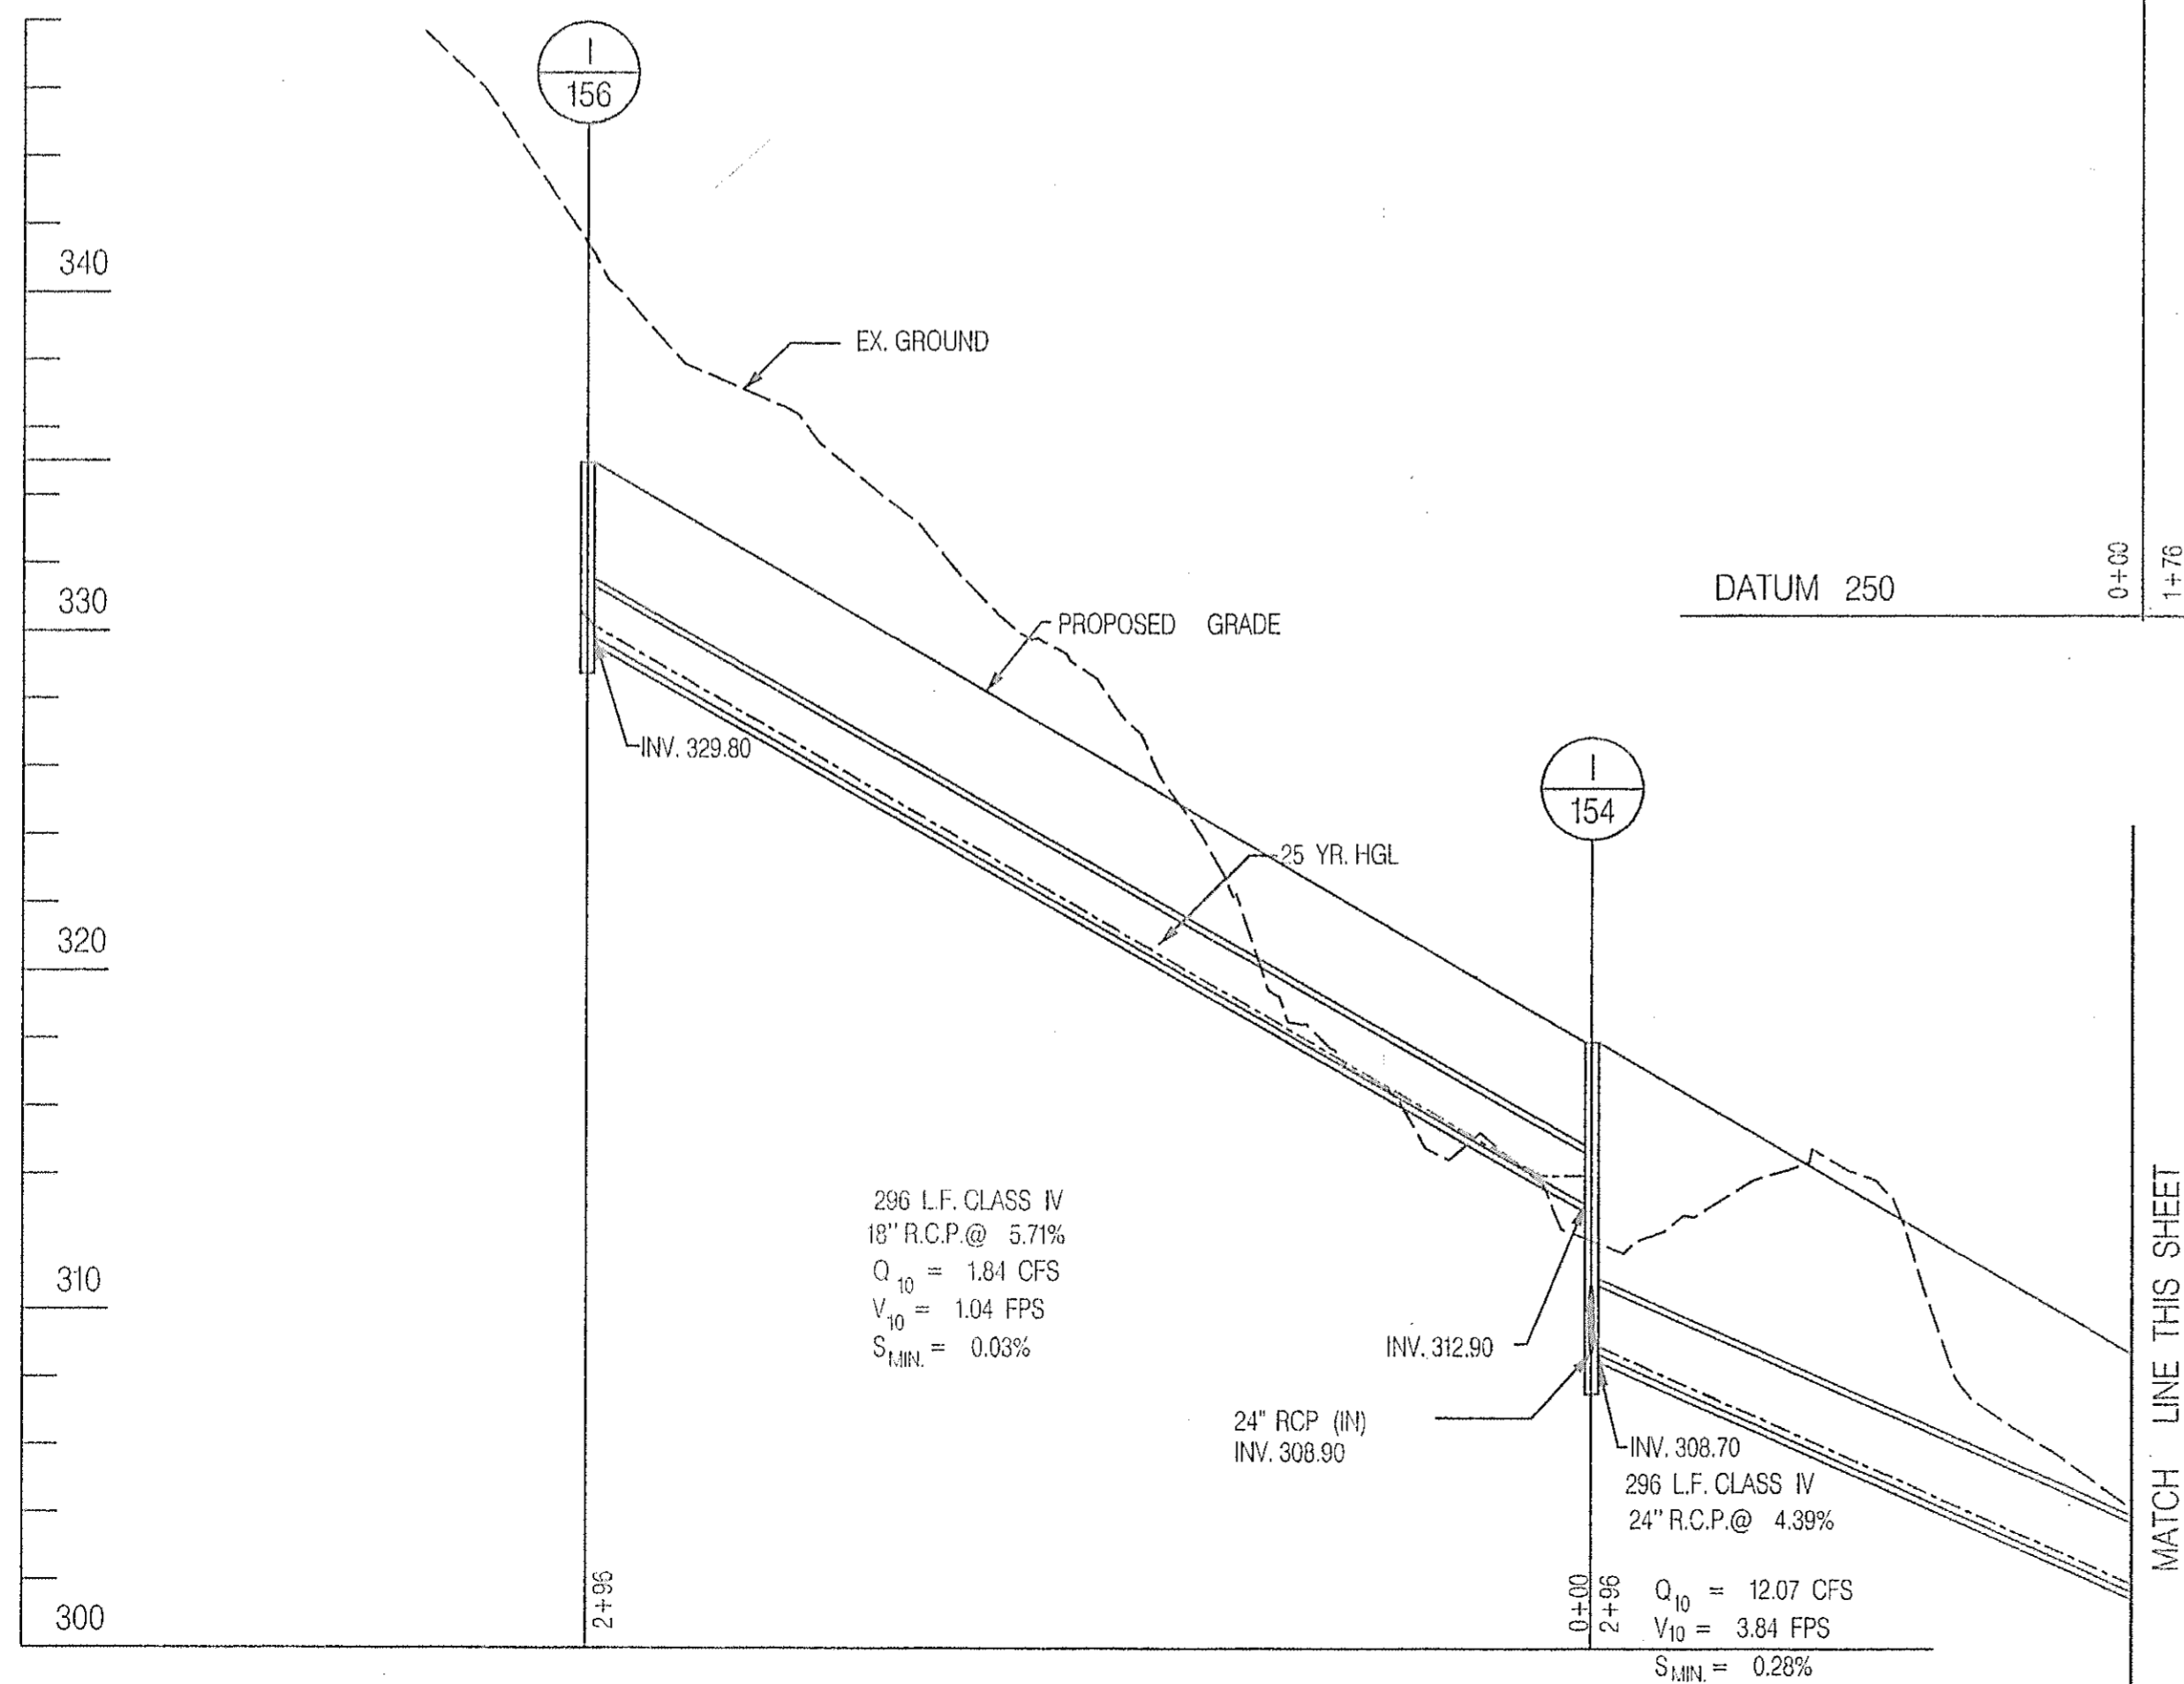 I
156
340
EX. GROUND
330
DATUM 250
0+00
1+76
PROPOSED GRADE
INV. 329.80
I
154
25 YR. HGL
320
296 L.F. CLASS IV
18" R.C.P.@ 5.71%
Q10 = 1.84 CFS
V10 = 1.04 FPS
SMIN. = 0.03%
310
INV. 312.90
24" RCP (IN)
INV. 308.90
INV. 308.70
296 L.F. CLASS IV
24" R.C.P.@ 4.39%
Q10 = 12.07 CFS
V10 = 3.84 FPS
SMIN. = 0.28%
MATCH LINE THIS SHEET
300
2+96
0+00
2+96